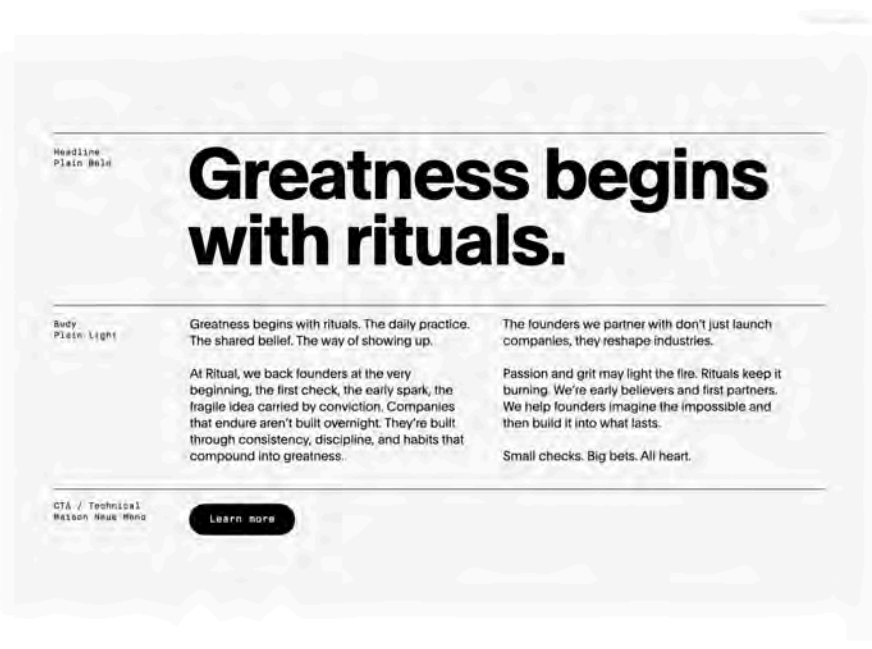 Headline
Plain Bold
Greatness begins
with rituals.
Body
Plain Light
Greatness begins with rituals. The daily practice.
The shared belief. The way of showing up.
At Ritual, we back founders at the very
beginning, the first check, the early spark, the
fragile idea carried by conviction. Companies
that endure aren't built overnight. They're built
through consistency, discipline, and habits that
compound into greatness.
The founders we partner with don't just launch
companies, they reshape industries.
Passion and grit may light the fire. Rituals keep it
burning. We're early believers and first partners.
We help founders imagine the impossible and
then build it into what lasts.
Small checks. Big bets. All heart.
CTA / Technical
Maison Neue Mono
Learn more